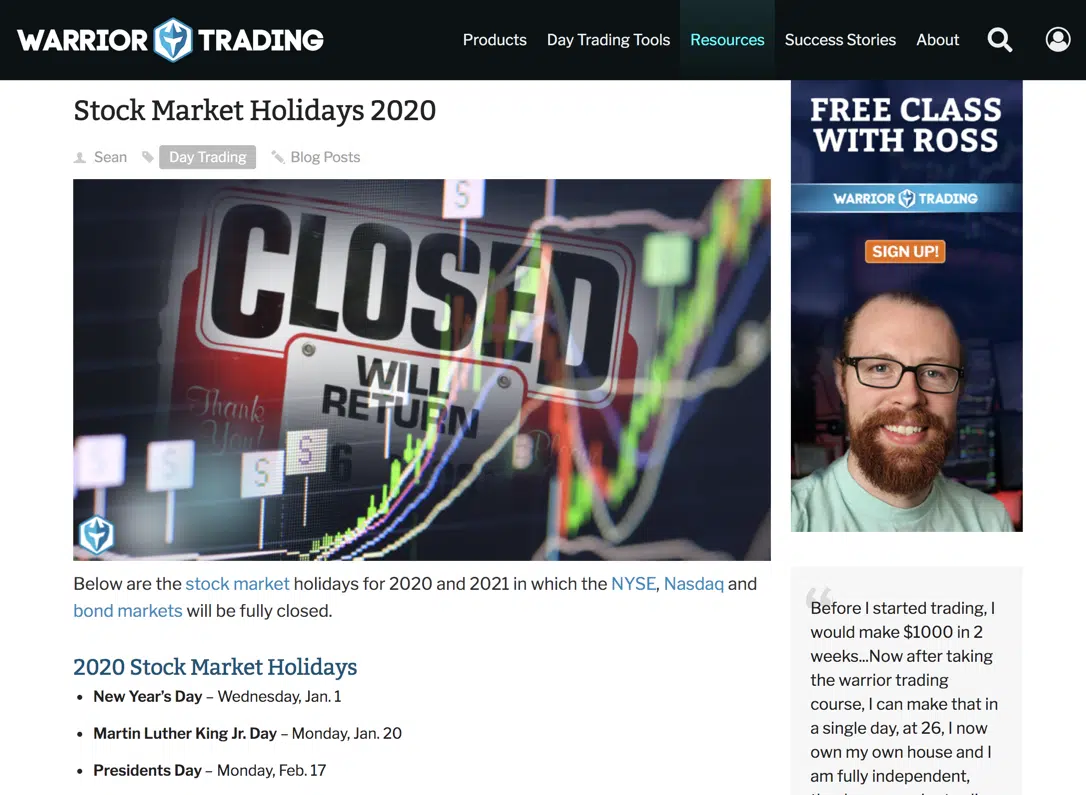 WARRIOR TRADING
Products Day Trading Tools Resources Success Stories About
Stock Market Holidays 2020
Sean Day Trading Blog Posts
S
CLOSED
WILL
RETURN
Thank
You!
6
S
S
S
S
Below are the stock market holidays for 2020 and 2021 in which the NYSE, Nasdaq and
bond markets will be fully closed.
2020 Stock Market Holidays
• New Year’s Day – Wednesday, Jan. 1
• Martin Luther King Jr. Day – Monday, Jan. 20
• Presidents Day – Monday, Feb. 17
FREE CLASS
WITH ROSS
WARRIOR TRADING
SIGN UP!
“
Before I started trading, I
would make $1000 in 2
weeks...Now after taking
the warrior trading
course, I can make that in
a single day, at 26, I now
own my own house and I
am fully independent,